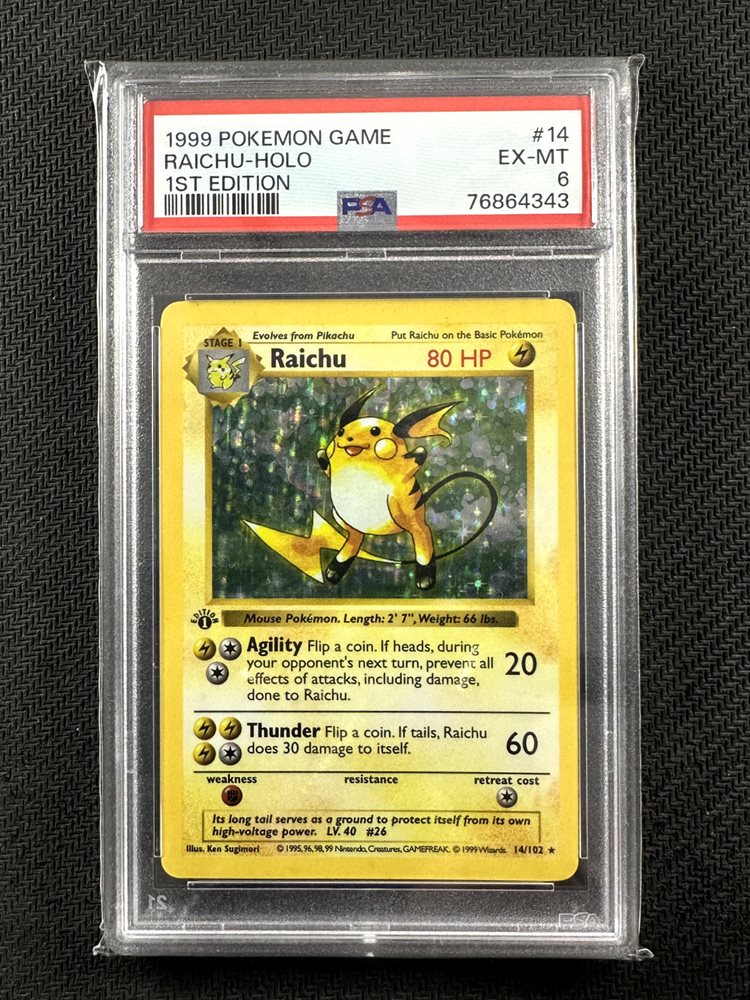 1999 POKEMON GAME #14
RAICHU-HOLO EX-MT
1ST EDITION 6
PSA 76864343
Evolves from Pikachu Put Raichu on the Basic Pokémon
STAGE 1
Raichu 80 HP
EDITION
1
Mouse Pokémon. Length: 2' 7", Weight: 66 lbs.
Agility Flip a coin. If heads, during
your opponent's next turn, prevent all
effects of attacks, including damage,
done to Raichu.
20
Thunder Flip a coin. If tails, Raichu
does 30 damage to itself.
60
weakness resistance retreat cost
Its long tail serves as a ground to protect itself from its own
high-voltage power. LV. 40 #26
Illus. Ken Sugimori © 1995, 96, 98, 99 Nintendo, Creatures, GAMEFREAK. © 1999 Wizards. 14/102 ★
PSA